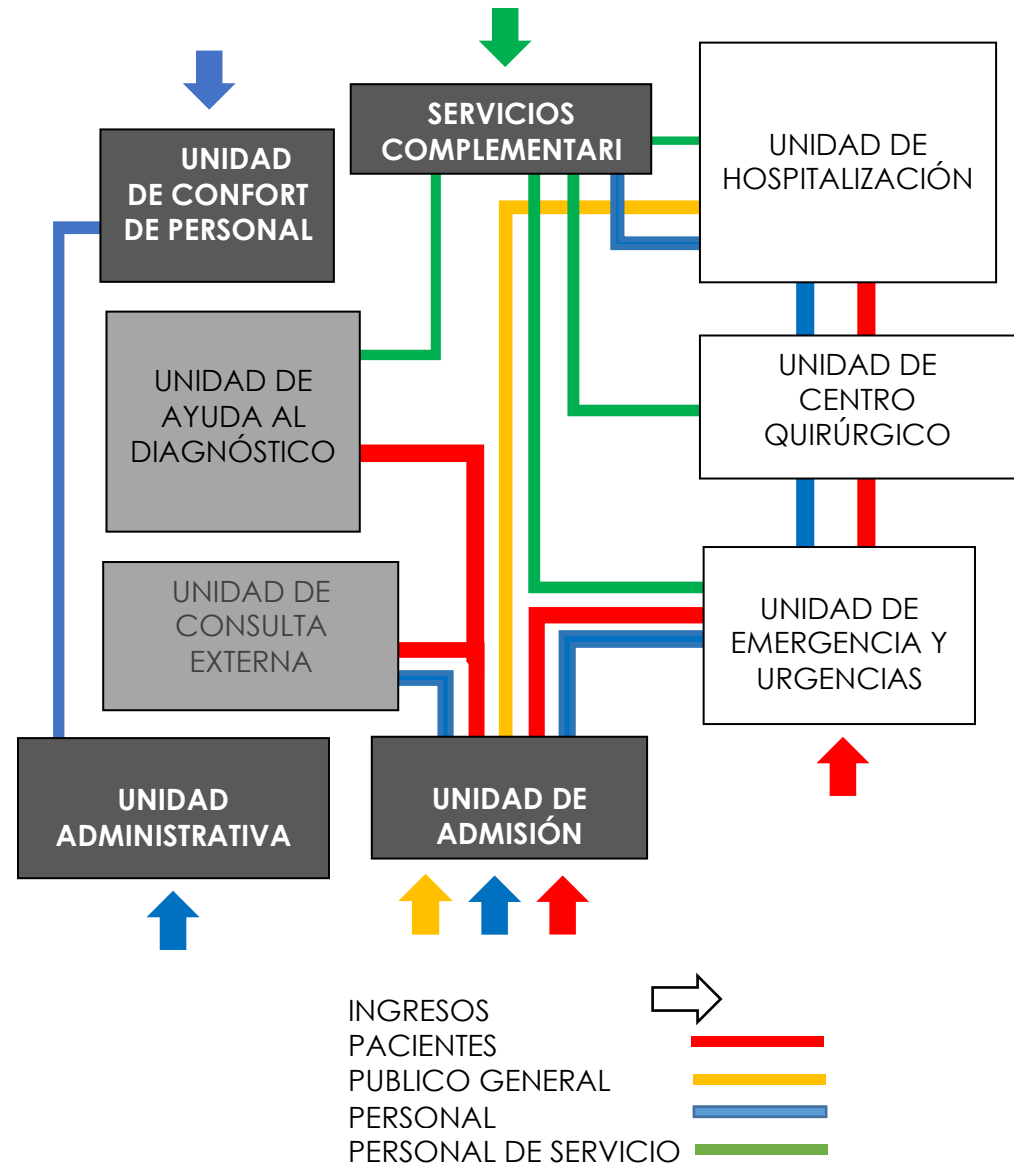 SERVICIOS
COMPLEMENTARI
UNIDAD
DE CONFORT
DE PERSONAL
UNIDAD DE
HOSPITALIZACIÓN
UNIDAD DE
AYUDA AL
DIAGNÓSTICO
UNIDAD DE
CENTRO
QUIRÚRGICO
UNIDAD DE
CONSULTA
EXTERNA
UNIDAD DE
EMERGENCIA Y
URGENCIAS
UNIDAD
ADMINISTRATIVA
UNIDAD DE
ADMISIÓN
INGRESOS
PACIENTES
PUBLICO GENERAL
PERSONAL
PERSONAL DE SERVICIO